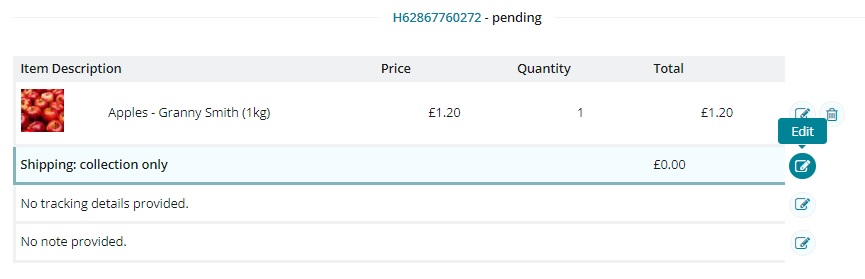 H62867760272 - pending
Item Description Price Quantity Total
Apples - Granny Smith (1kg) £1.20 1 £1.20
Edit
Shipping: collection only £0.00
No tracking details provided.
No note provided.